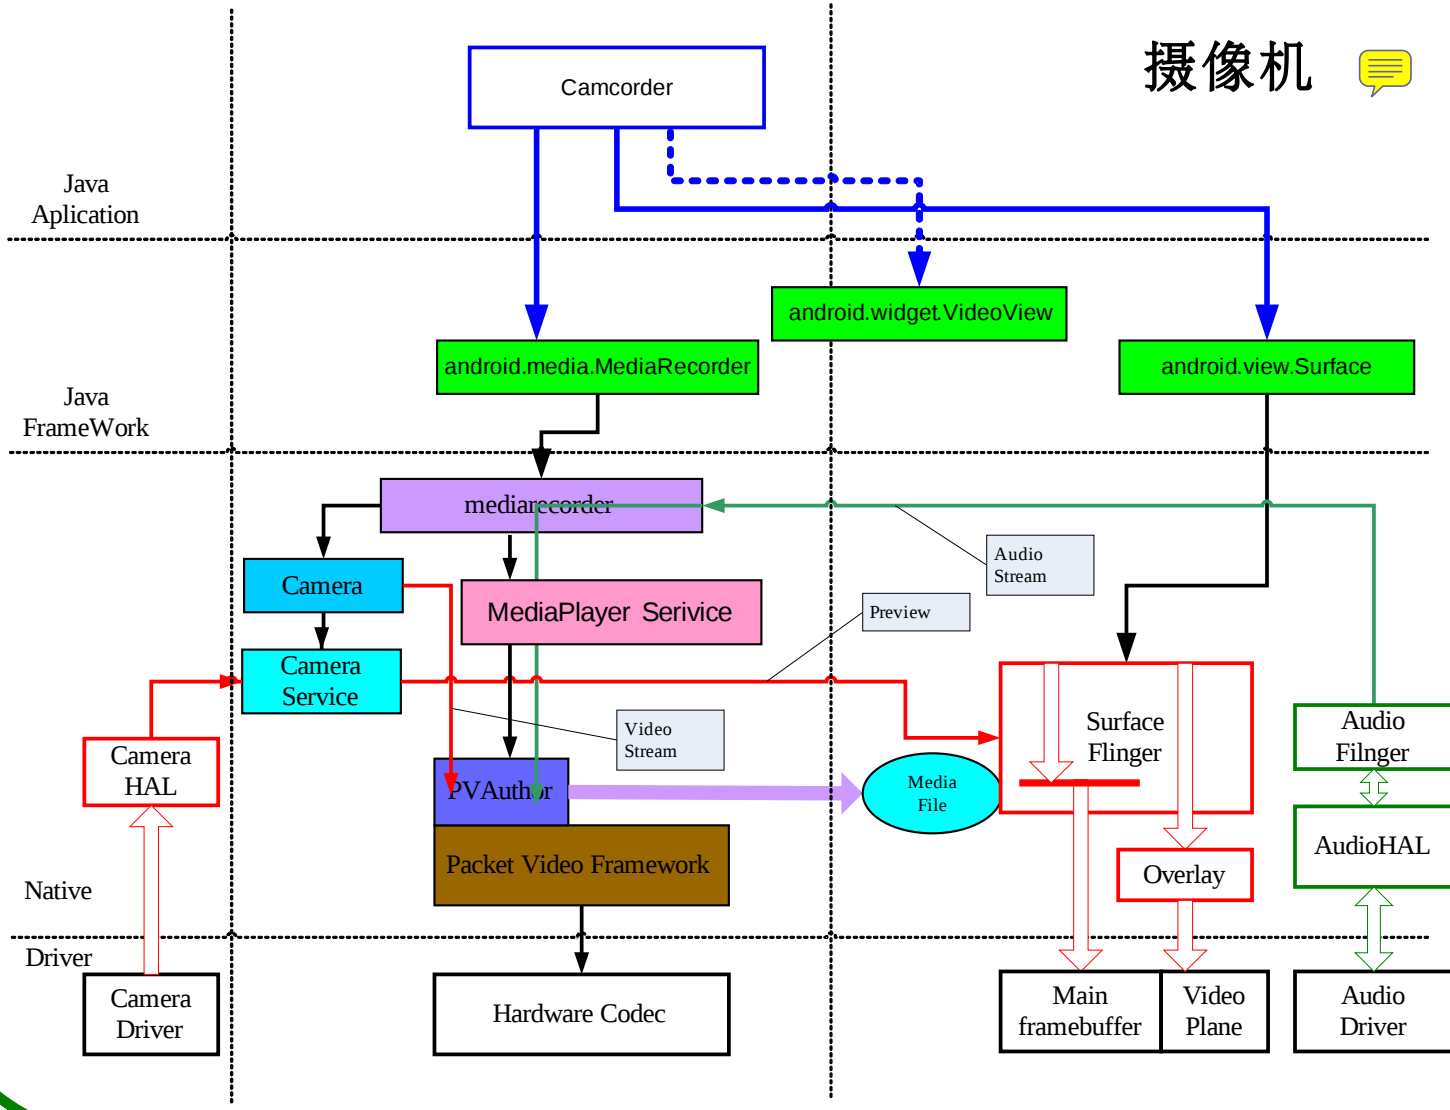 摄像机
Camcorder
Java
Aplication
android.widget.VideoView
android.media.MediaRecorder
android.view.Surface
Java
FrameWork
mediarecorder
Audio
Stream
Camera
MediaPlayer Serivice
Preview
Camera
Service
Video
Stream
Surface
Flinger
Audio
Filnger
Camera
HAL
PVAuthor
Media
File
AudioHAL
Packet Video Framework
Overlay
Native
Driver
Camera
Driver
Hardware Codec
Main
framebuffer
Video
Plane
Audio
Driver